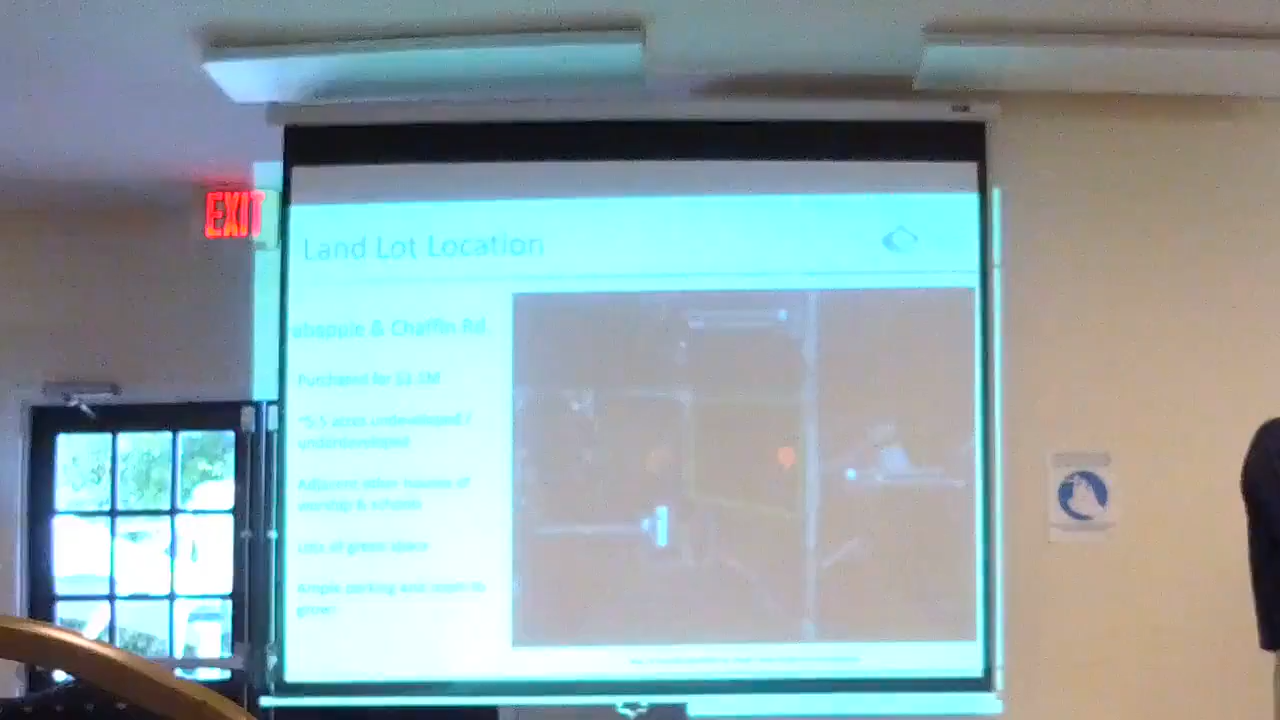 EXIT
Land Lot Location
& Chaffin Rd.
Purchased for
acres undeveloped /
underdeveloped
Adjacent other houses of
worship & schools
Lots of green space
Ample parking and room to
grow